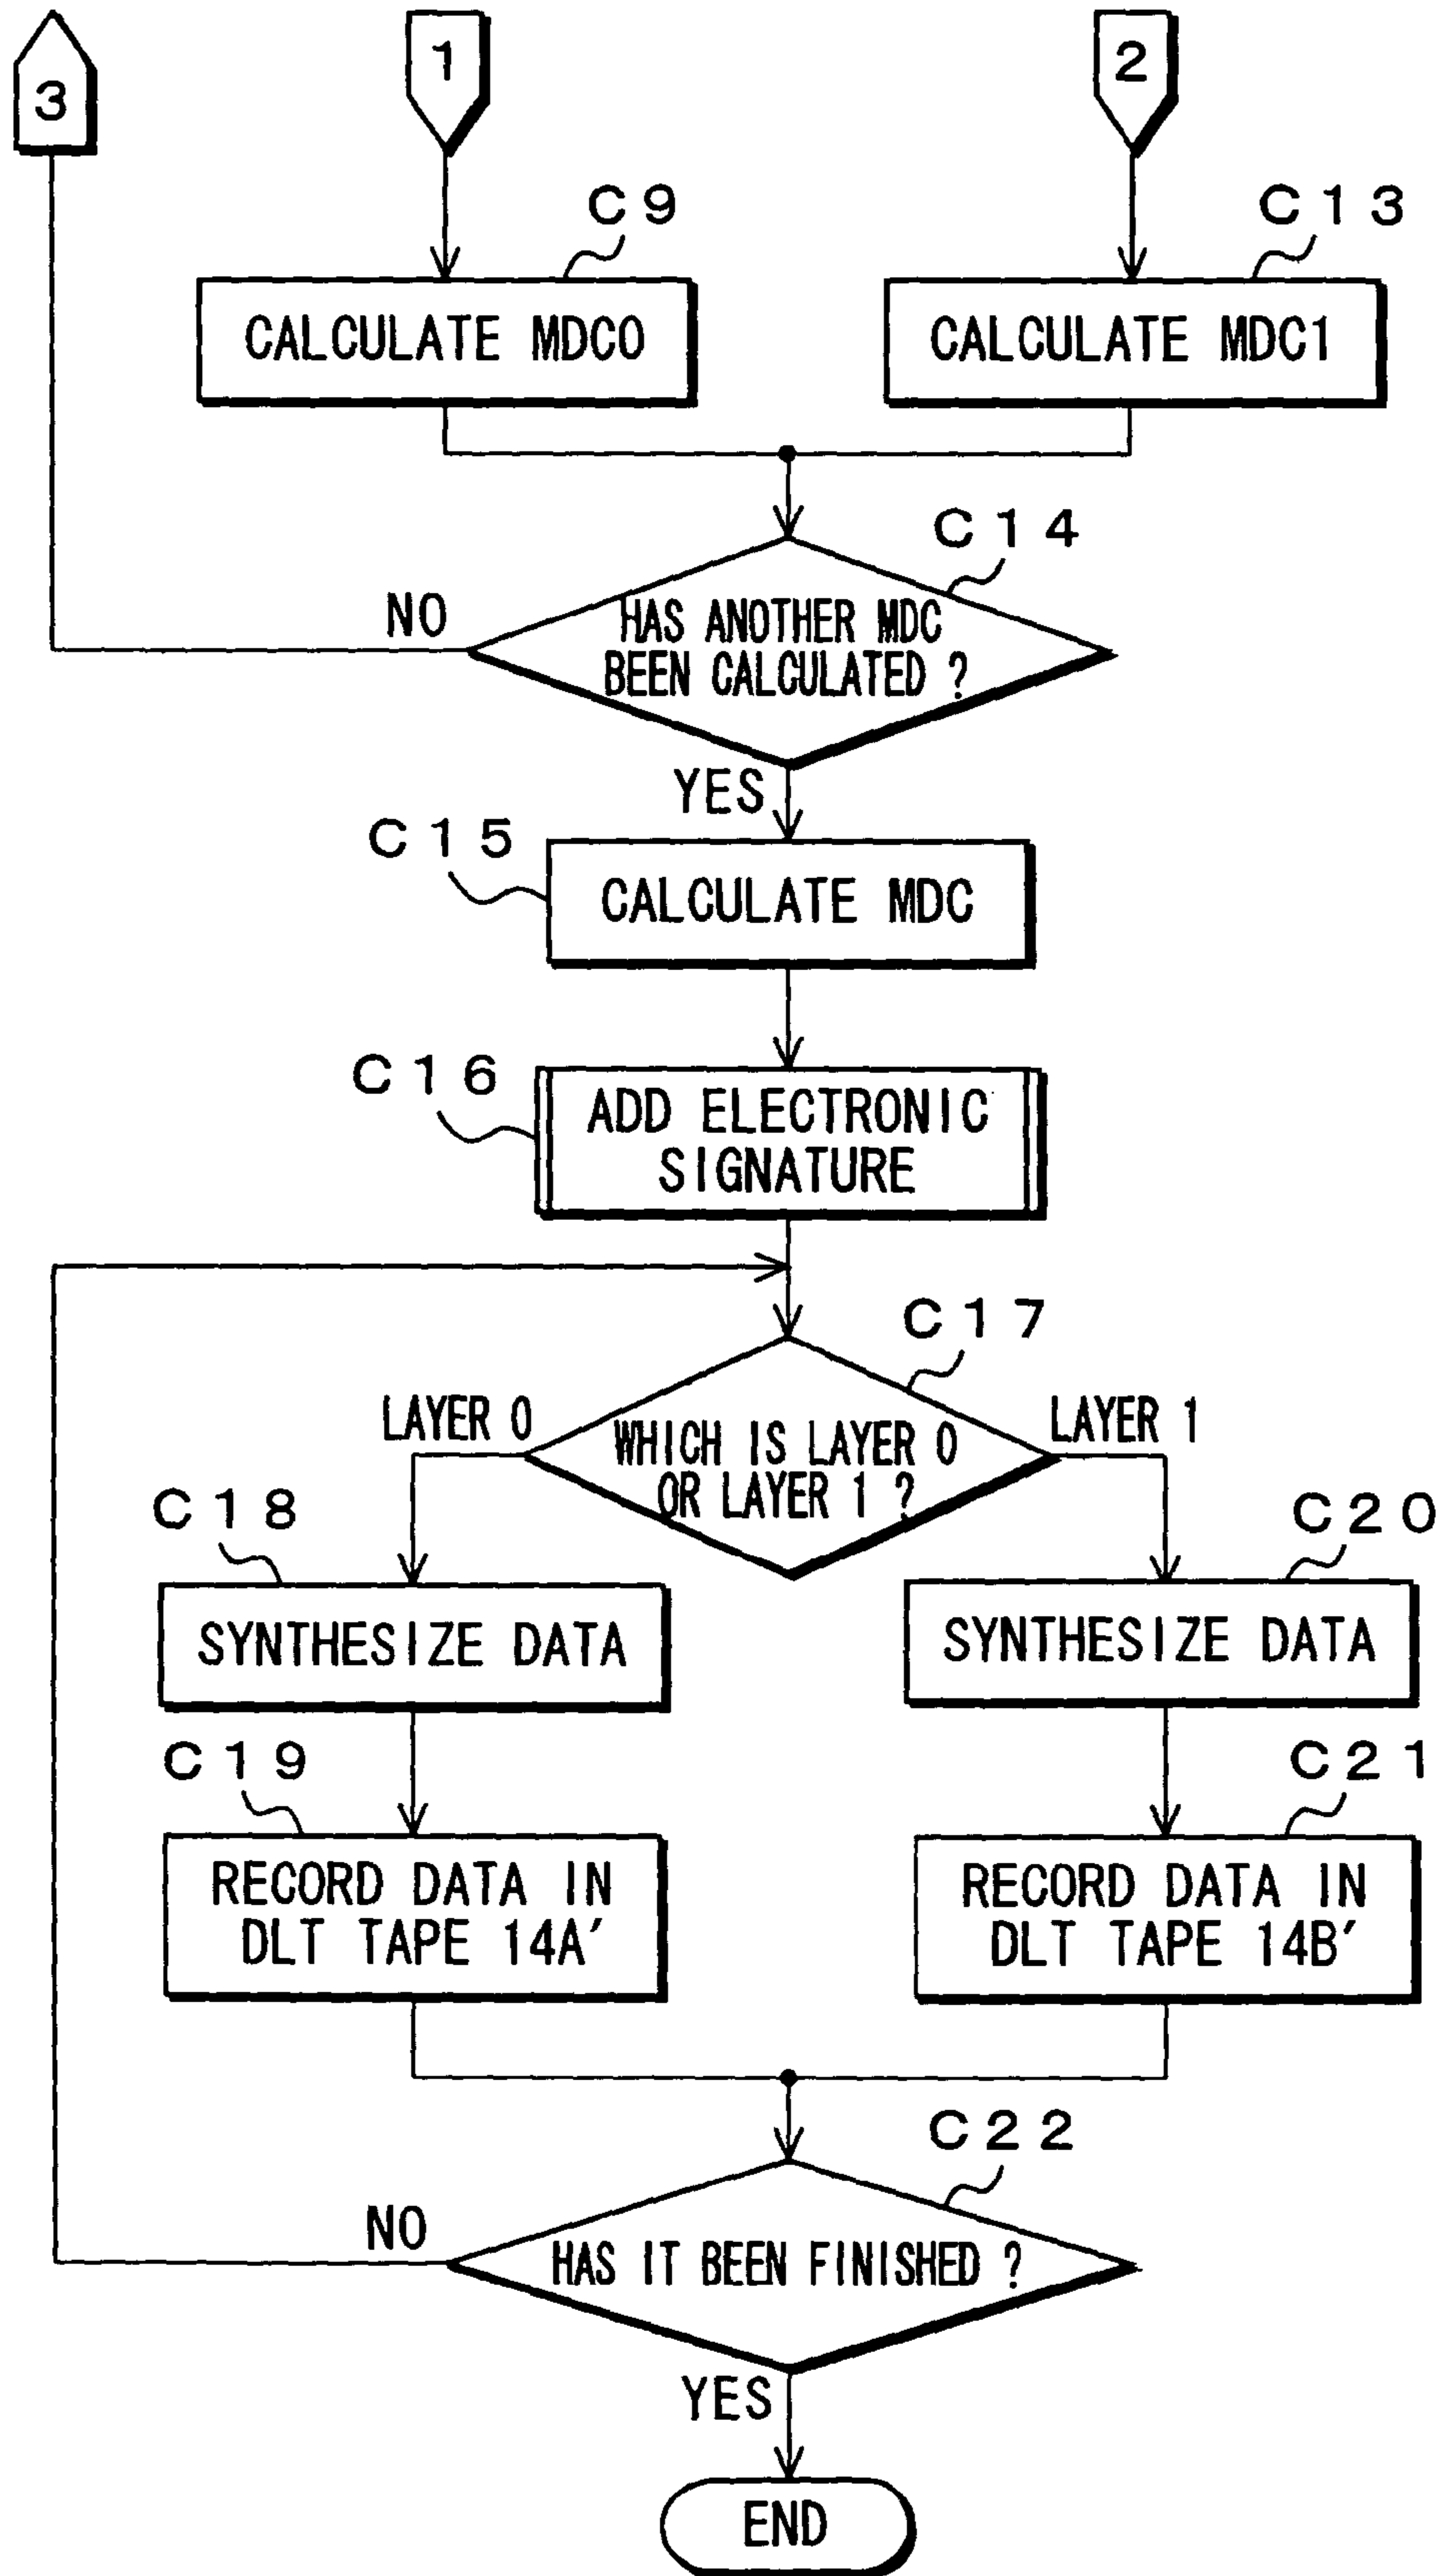 3
1
2
C9
C13
CALCULATE MDC0
CALCULATE MDC1
C14
NO
HAS ANOTHER MDC
BEEN CALCULATED ?
YES
C15
CALCULATE MDC
C16
ADD ELECTRONIC
SIGNATURE
C17
LAYER 0
WHICH IS LAYER 0
OR LAYER 1 ?
LAYER 1
C18
C20
SYNTHESIZE DATA
SYNTHESIZE DATA
C19
C21
RECORD DATA IN
DLT TAPE 14A'
RECORD DATA IN
DLT TAPE 14B'
C22
NO
HAS IT BEEN FINISHED ?
YES
END